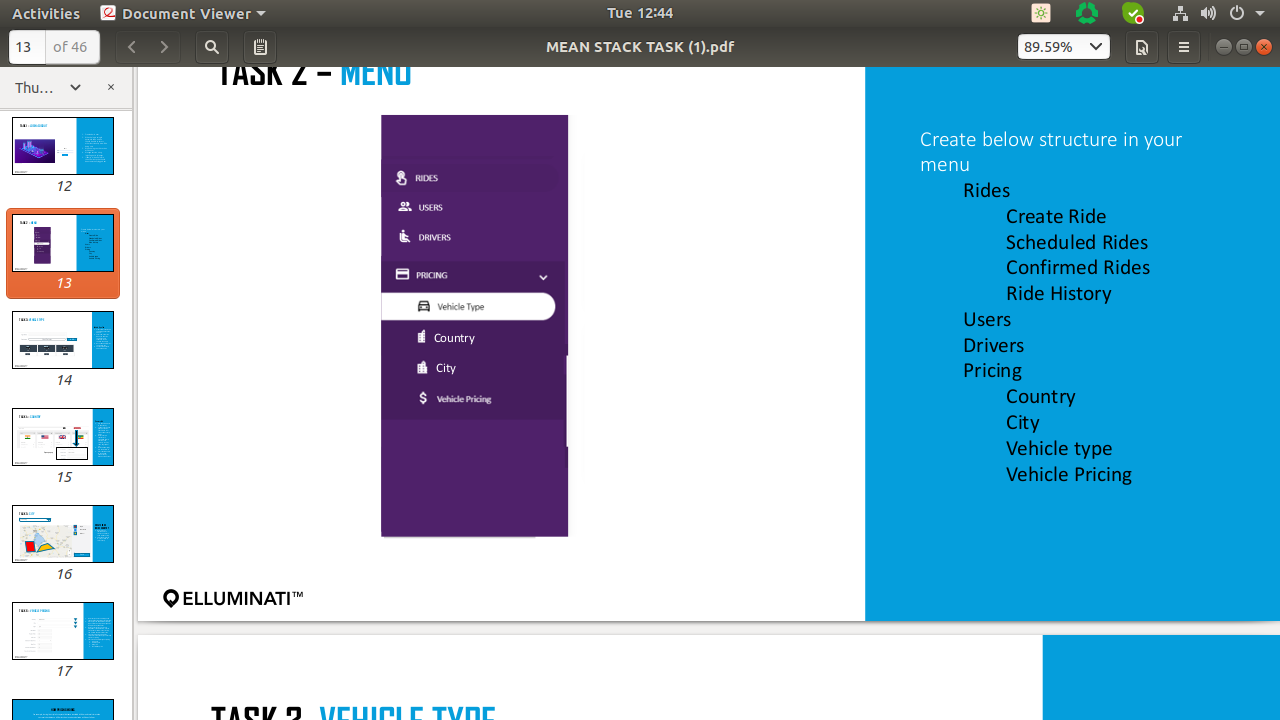 Activities
Document Viewer
Tue 12:44
13
of 46
MEAN STACK TASK (1).pdf
89.59%
Thu…
12
13
14
15
16
17
TASK 2 – MENU
RIDES
USERS
DRIVERS
PRICING
Vehicle Type
Country
City
Vehicle Pricing
ELLUMINATI™
Create below structure in your
menu
Rides
Create Ride
Scheduled Rides
Confirmed Rides
Ride History
Users
Drivers
Pricing
Country
City
Vehicle type
Vehicle Pricing
TASK 3 – VEHICLE TYPE